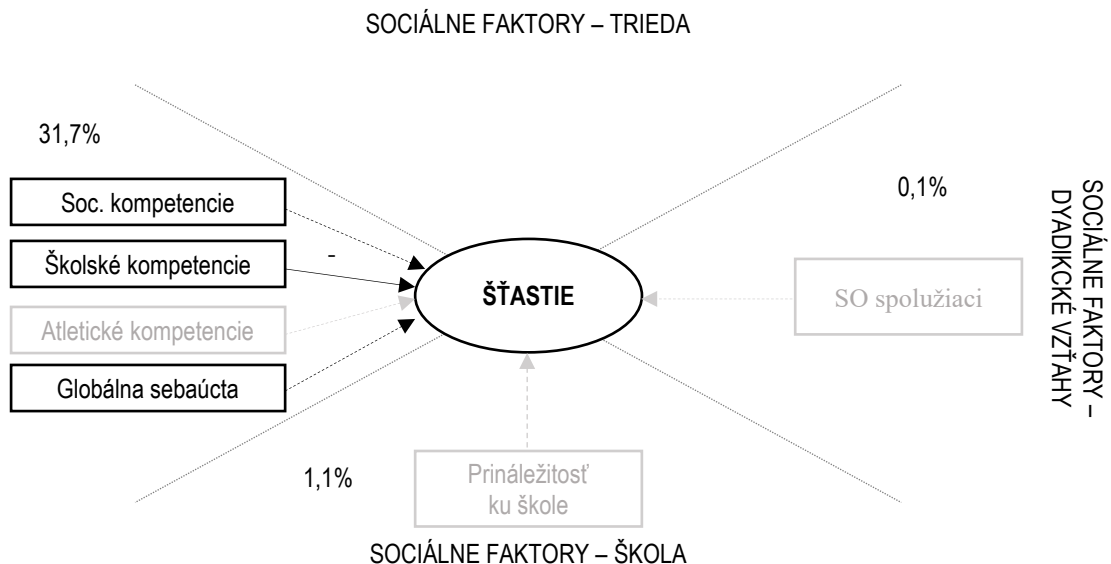 SOCIÁLNE FAKTORY – TRIEDA
31,7%
0,1%
Soc. kompetencie
Školské kompetencie
-
Atletické kompetencie
Globálna sebaúcta
ŠŤASTIE
SO spolužiaci
SOCIÁLNE FAKTORY –
DYADIKCKÉ VZŤAHY
1,1%
Prináležitosť
ku škole
SOCIÁLNE FAKTORY – ŠKOLA